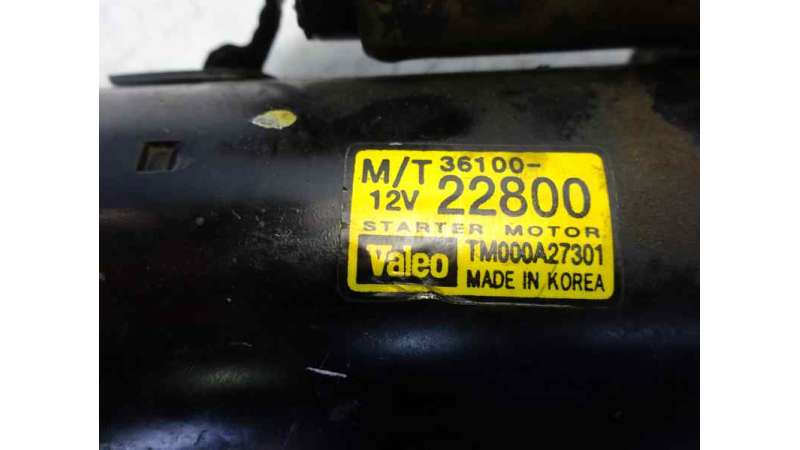 M/T 36100-
12V 22800
STARTER MOTOR
Valeo TM000A27301
MADE IN KOREA